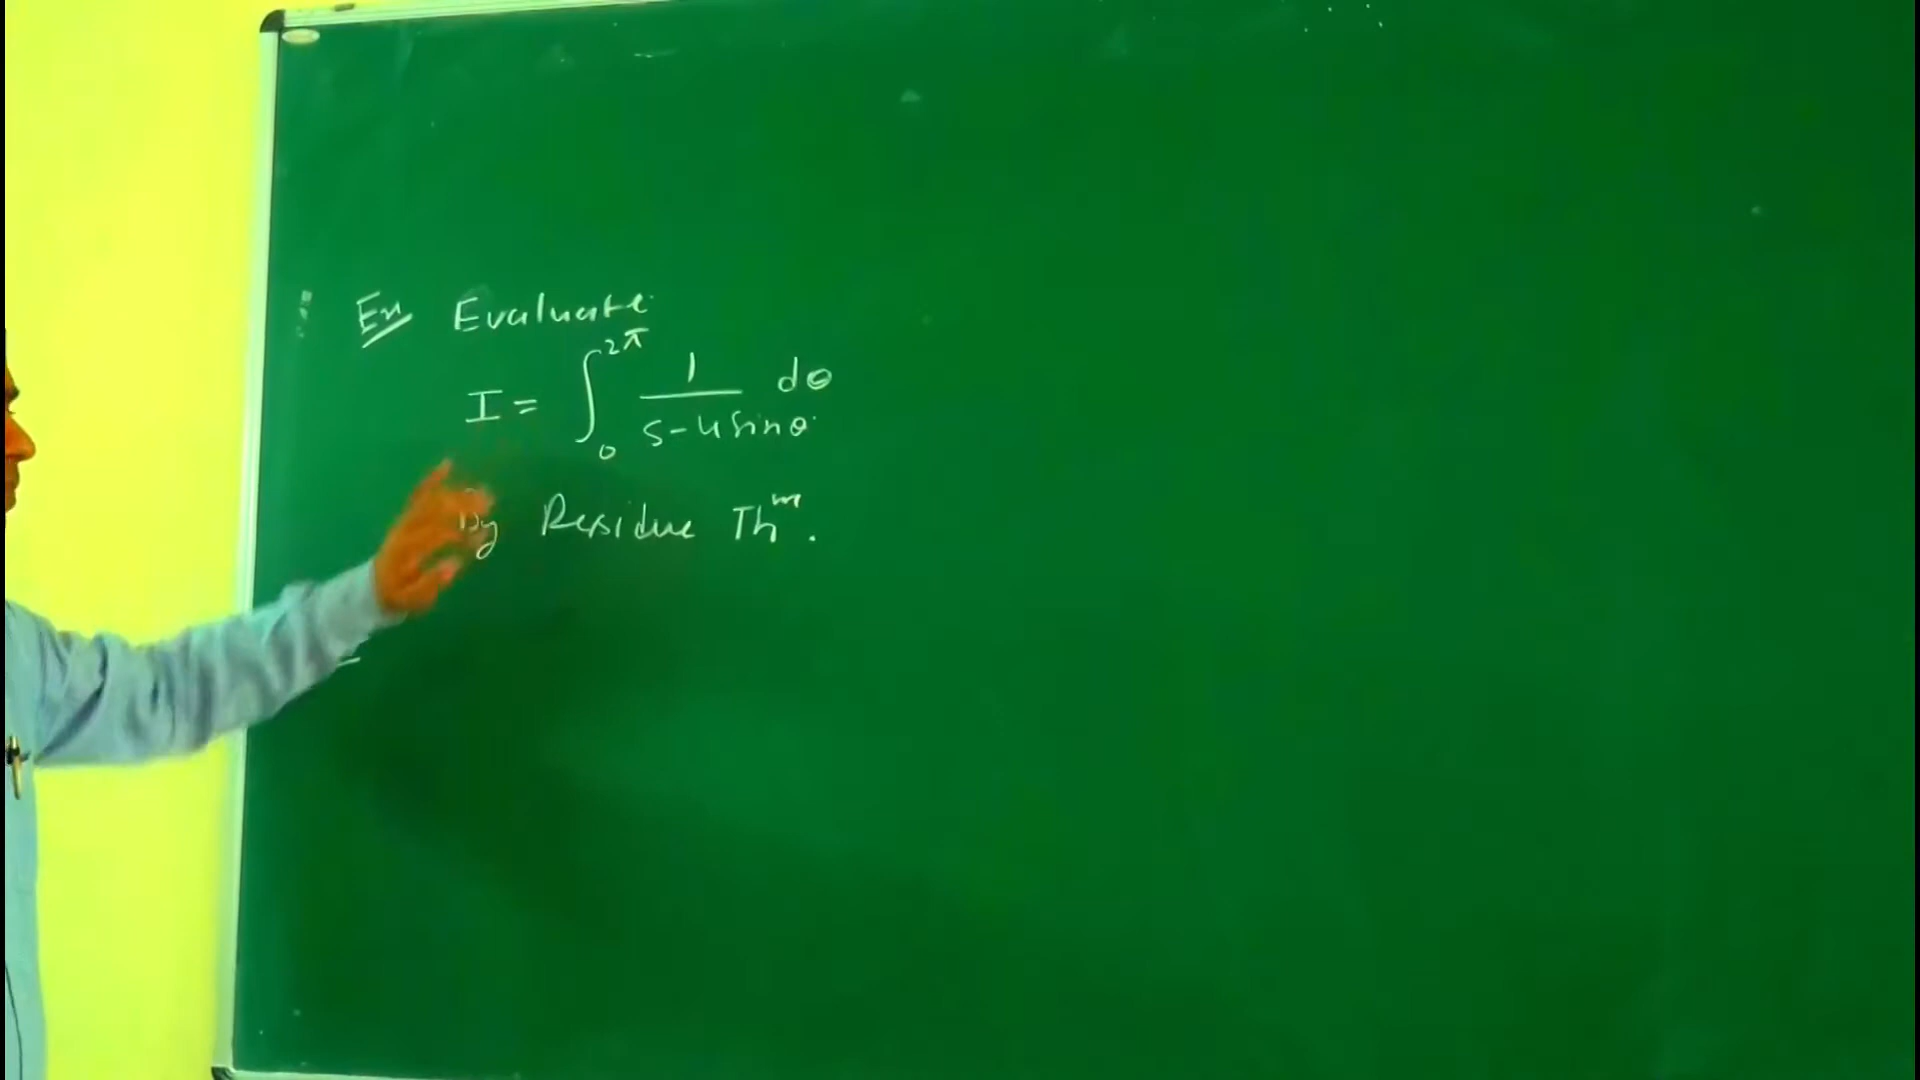 Ex Evaluate
I = ∫₀^2π 1/(5-4sinθ) dθ
By Residue Thᵐ.